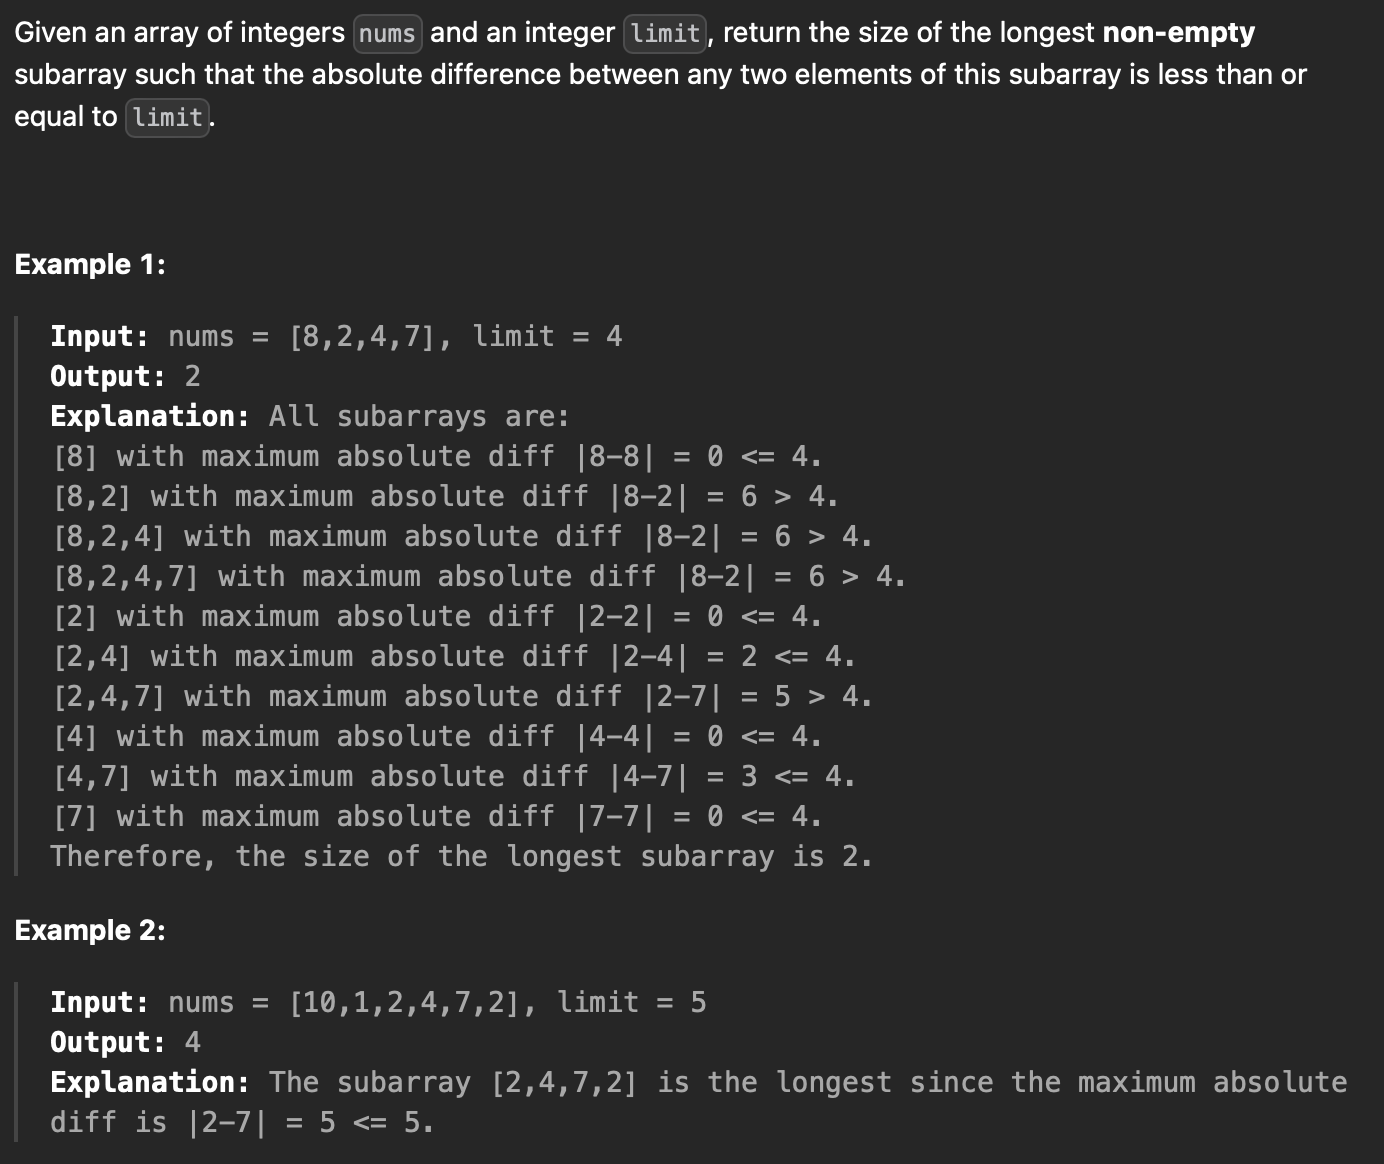 Given an array of integers nums and an integer limit, return the size of the longest non-empty
subarray such that the absolute difference between any two elements of this subarray is less than or
equal to limit.
Example 1:
Input: nums = [8,2,4,7], limit = 4
Output: 2
Explanation: All subarrays are:
[8] with maximum absolute diff |8-8| = 0 <= 4.
[8,2] with maximum absolute diff |8-2| = 6 > 4.
[8,2,4] with maximum absolute diff |8-2| = 6 > 4.
[8,2,4,7] with maximum absolute diff |8-2| = 6 > 4.
[2] with maximum absolute diff |2-2| = 0 <= 4.
[2,4] with maximum absolute diff |2-4| = 2 <= 4.
[2,4,7] with maximum absolute diff |2-7| = 5 > 4.
[4] with maximum absolute diff |4-4| = 0 <= 4.
[4,7] with maximum absolute diff |4-7| = 3 <= 4.
[7] with maximum absolute diff |7-7| = 0 <= 4.
Therefore, the size of the longest subarray is 2.
Example 2:
Input: nums = [10,1,2,4,7,2], limit = 5
Output: 4
Explanation: The subarray [2,4,7,2] is the longest since the maximum absolute
diff is |2-7| = 5 <= 5.